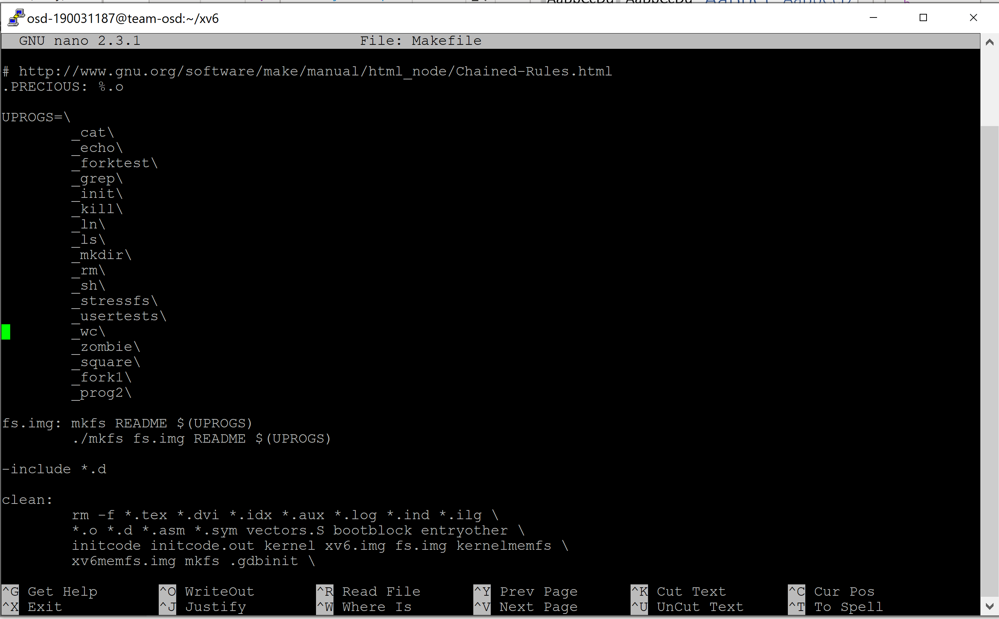 osd-190031187@team-osd:~/xv6
GNU nano 2.3.1 File: Makefile
# http://www.gnu.org/software/make/manual/html_node/Chained-Rules.html
.PRECIOUS: %.o
UPROGS=\
_cat\
_echo\
_forktest\
_grep\
_init\
_kill\
_ln\
_ls\
_mkdir\
_rm\
_sh\
_stressfs\
_usertests\
_wc\
_zombie\
_square\
_fork1\
_prog2\
fs.img: mkfs README $(UPROGS)
./mkfs fs.img README $(UPROGS)
-include *.d
clean:
rm -f *.tex *.dvi *.idx *.aux *.log *.ind *.ilg \
*.o *.d *.asm *.sym vectors.S bootblock entryother \
initcode initcode.out kernel xv6.img fs.img kernelmemfs \
xv6memfs.img mkfs .gdbinit \
^G Get Help ^O WriteOut ^R Read File ^Y Prev Page ^K Cut Text ^C Cur Pos
^X Exit ^J Justify ^W Where Is ^V Next Page ^U UnCut Text ^T To Spell